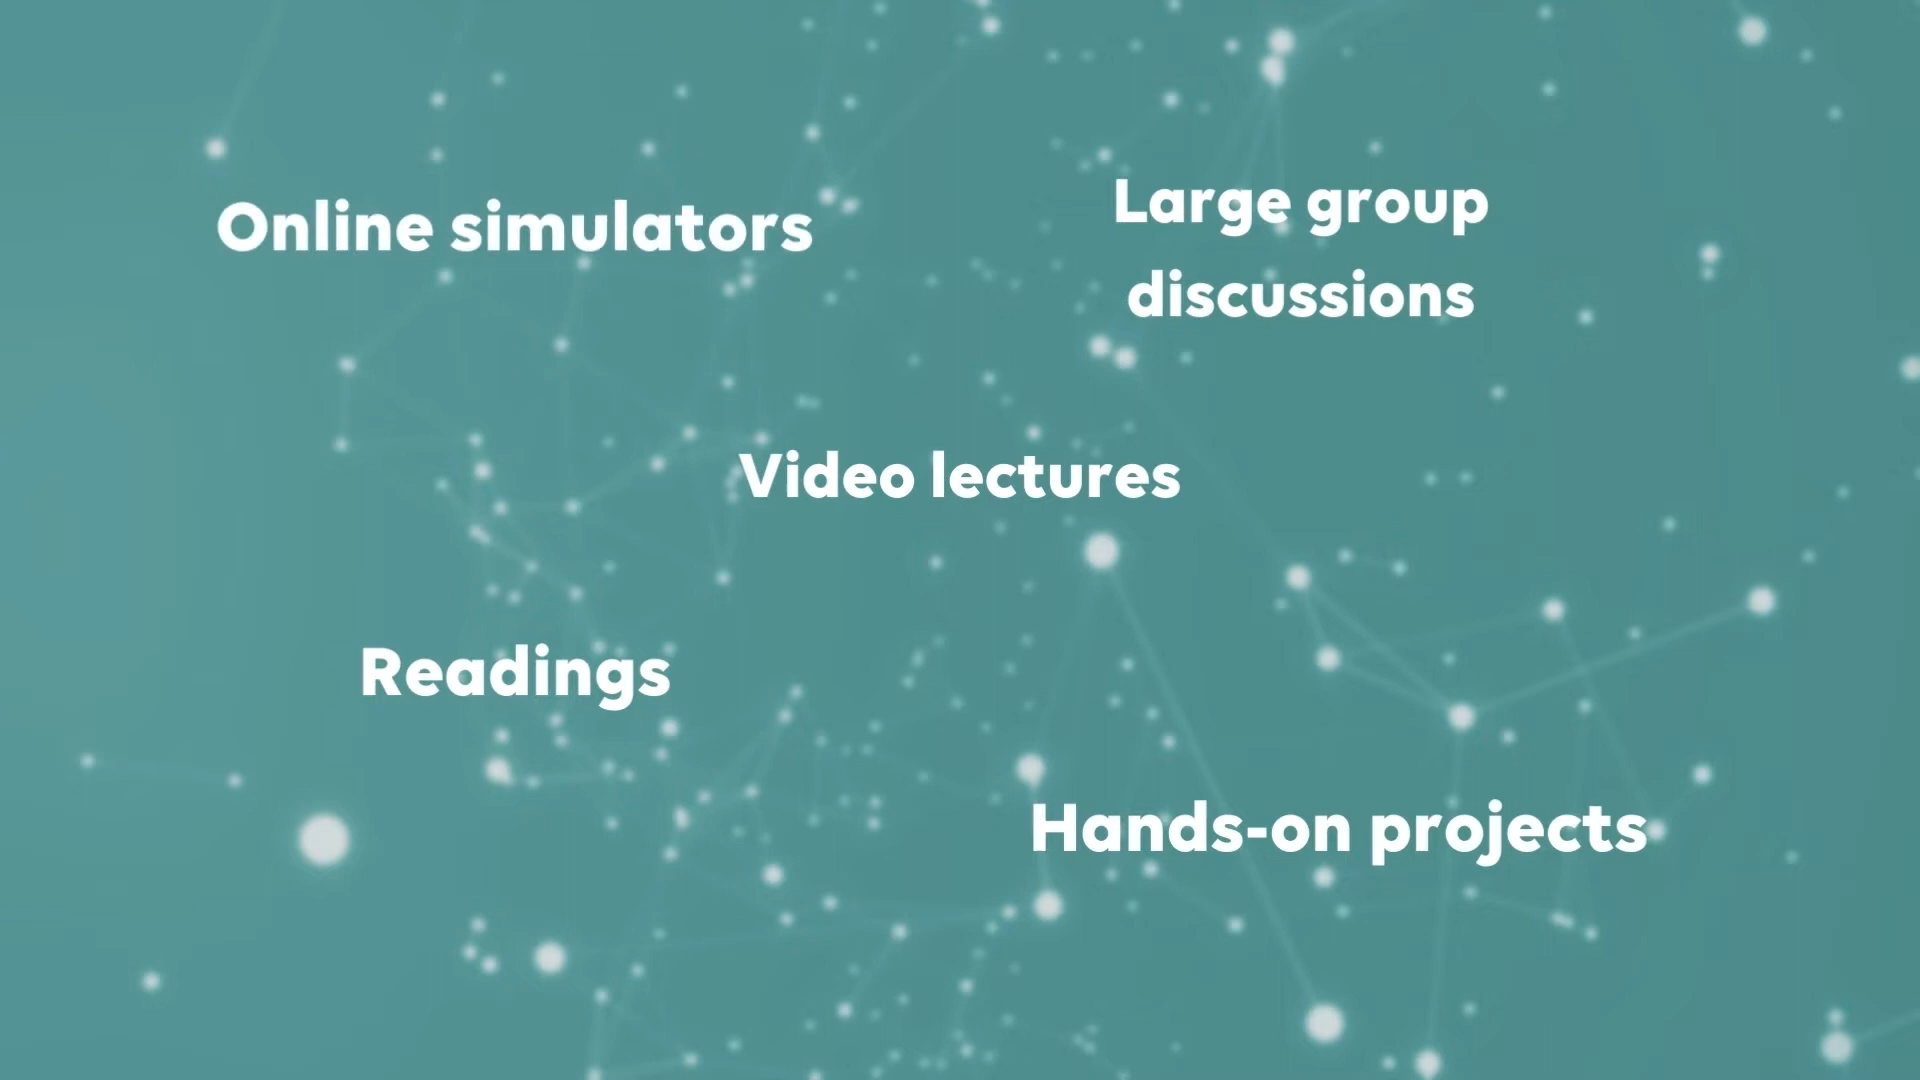 Online simulators
Large group
discussions
Video lectures
Readings
Hands-on projects